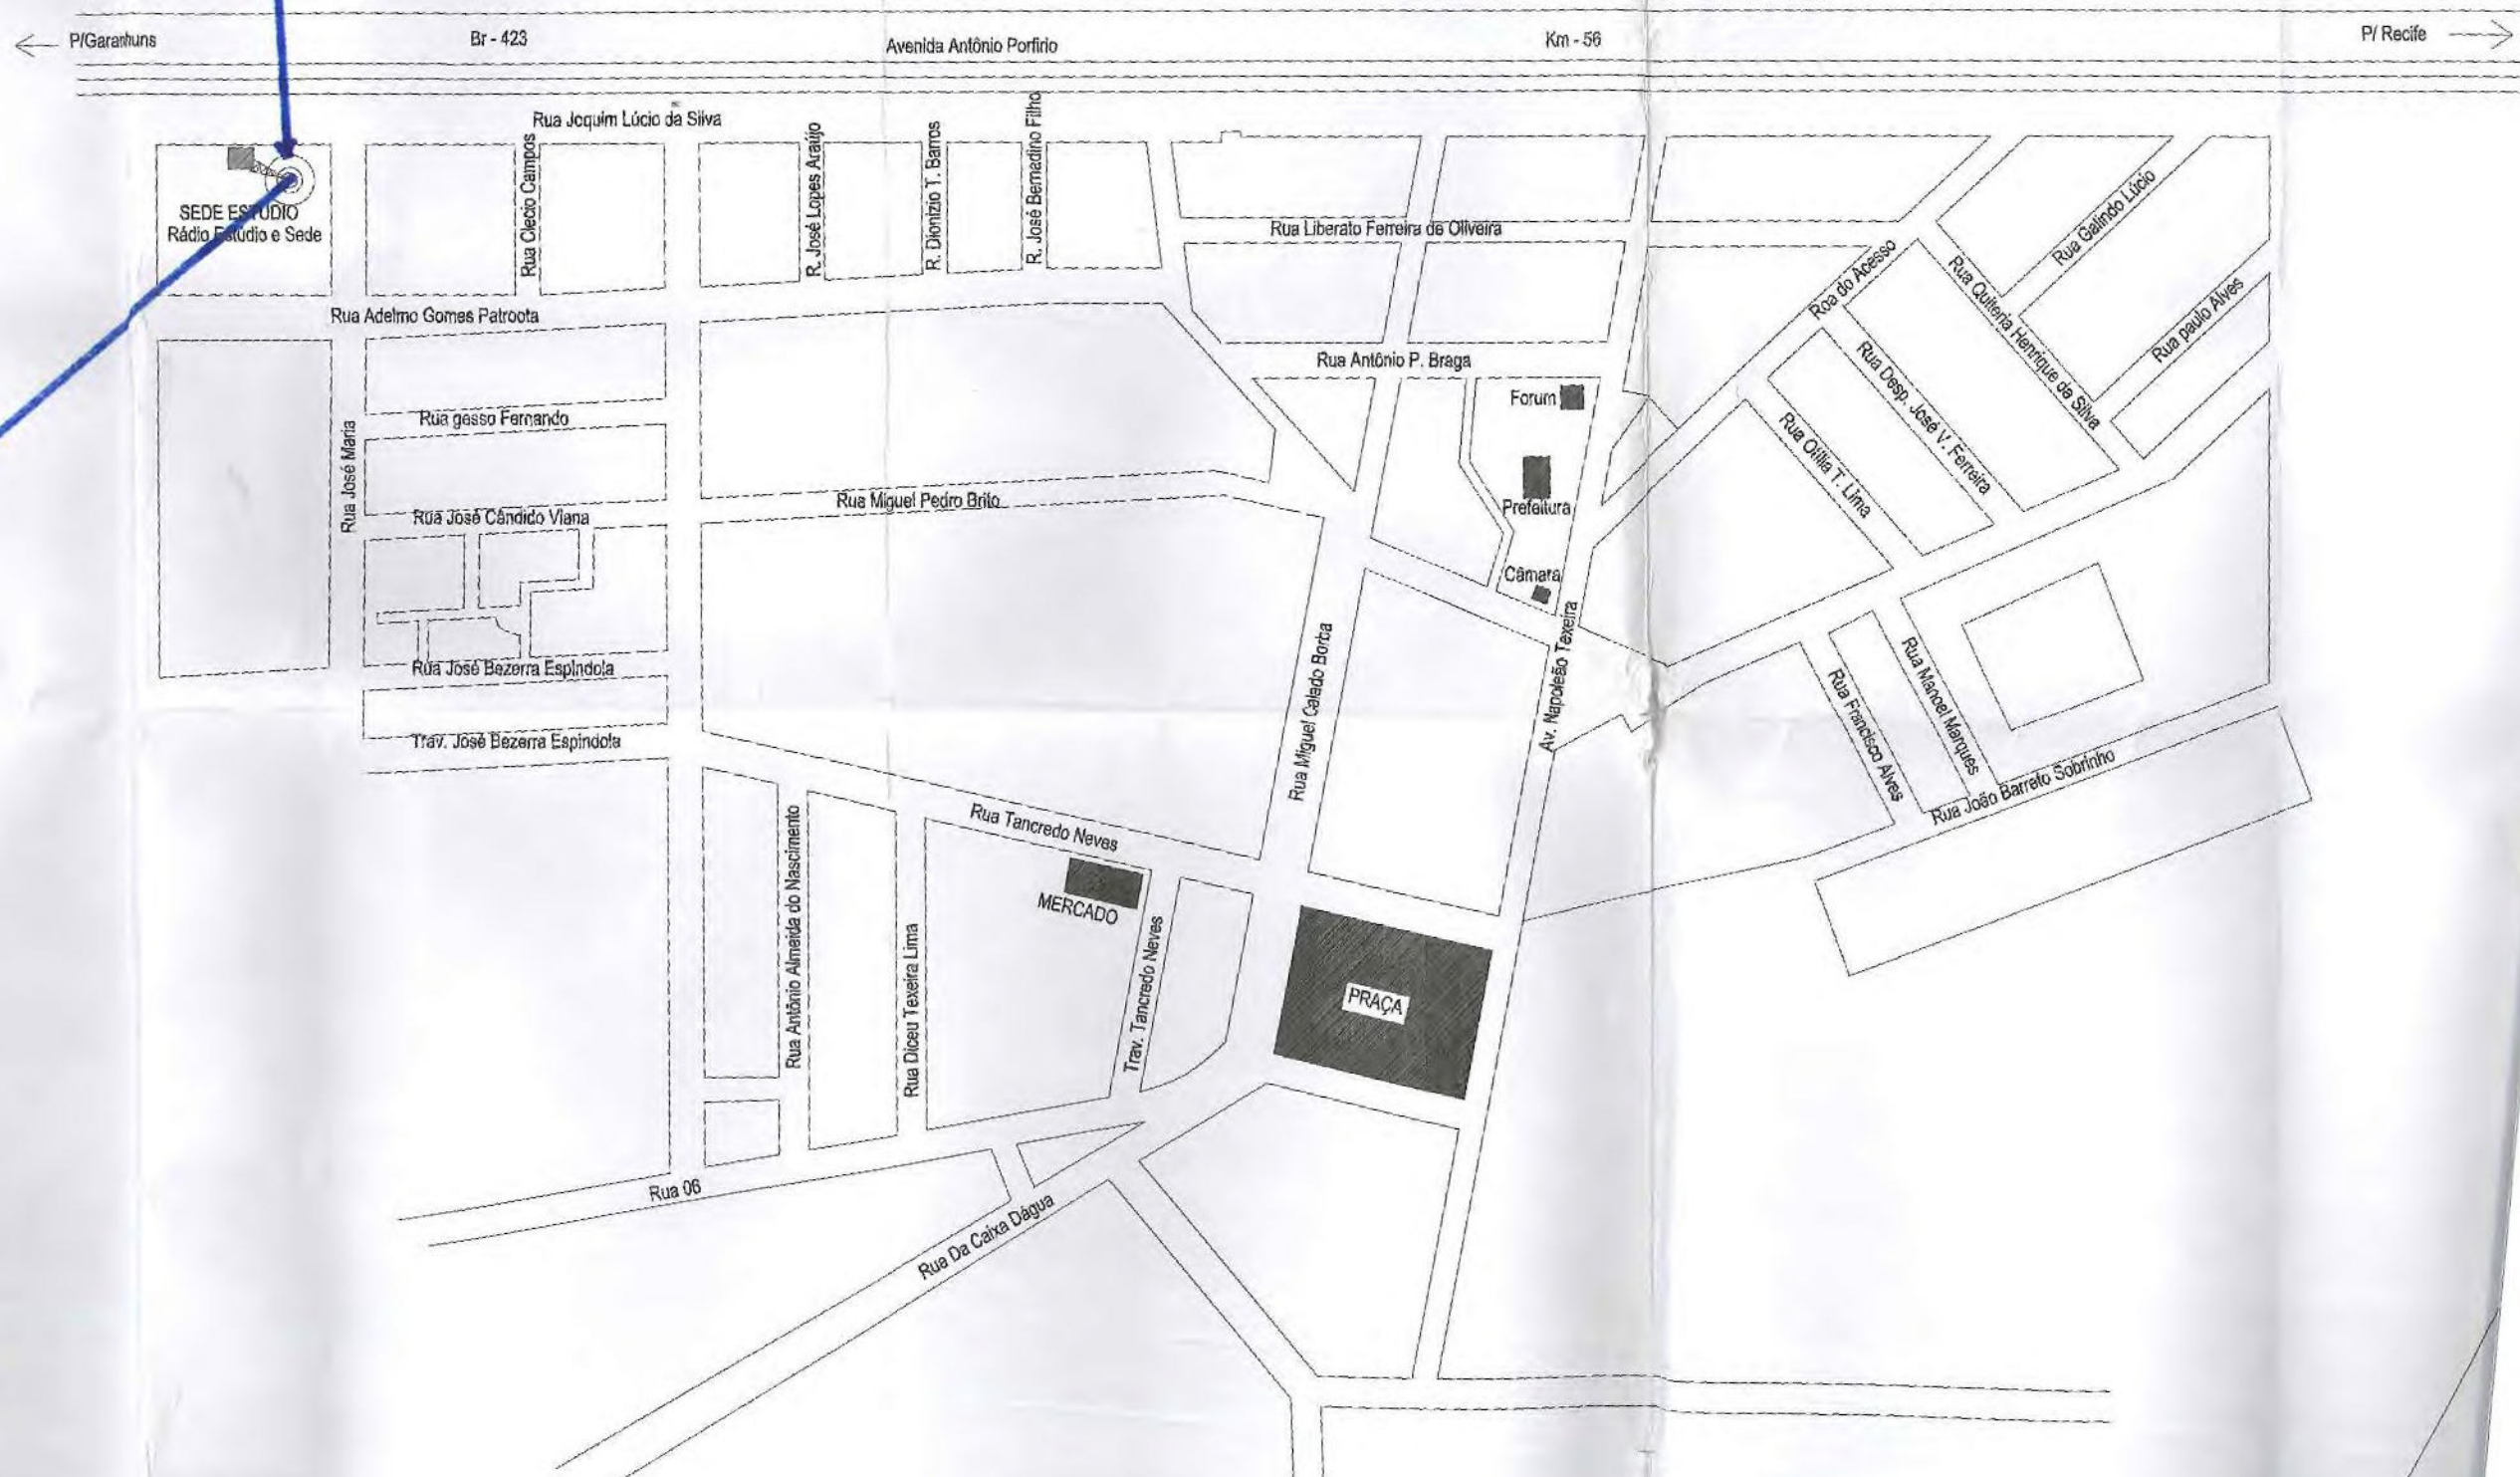 P/Garanhuns
Br - 423
Avenida Antônio Porfirio
Km - 56
P/ Recife
Rua Joquim Lúcio da Silva
SEDE ESTÚDIO
Rádio Estúdio e Sede
Rua Clecio Campos
R. José Lopes Araújo
R. Dionizio T. Barros
R. José Bernadino Filho
Rua Liberato Ferreira de Oliveira
Roa do Acesso
Rua Quiteria Henrique da Silva
Rua Galindo Lúcio
Rua paulo Alves
Rua Adelmo Gomes Patroota
Rua Antônio P. Braga
Forum
Rua Desp. José V. Ferreira
Rua Otilia T. Lima
Rua José Maria
Rua gesso Fernando
Rua José Cândido Viana
Rua Miguel Pedro Brito
Prefeitura
Câmara
Rua José Bezerra Espindola
Trav. José Bezerra Espindola
Rua Miguel Calado Borba
Av. Napoleão Texeira
Rua Francisco Alves
Rua Manoel Marques
Rua João Barreto Sobrinho
Rua Tancredo Neves
MERCADO
Rua Antônio Almeida do Nascimento
Rua Diceu Texeira Lima
Trav. Tancredo Neves
PRAÇA
Rua 06
Rua Da Caixa Dágua